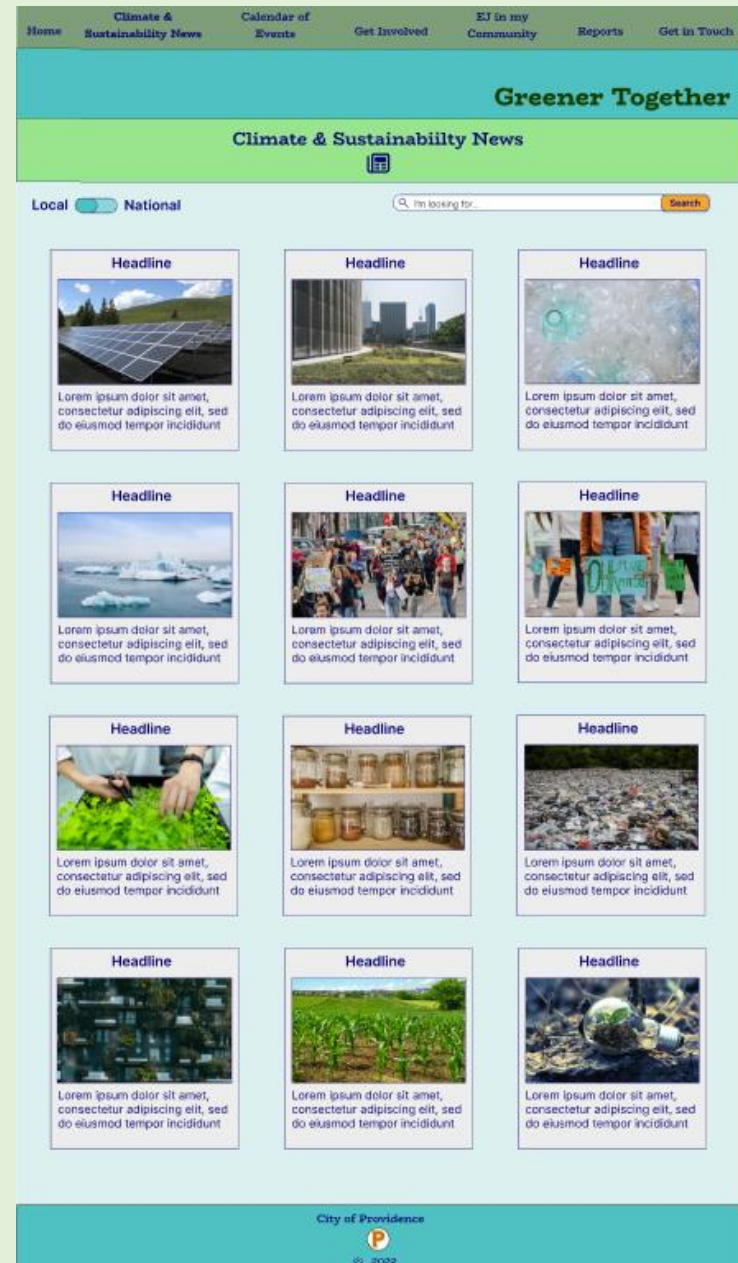 Home
Climate &
Sustainability News
Calendar of
Events
Get Involved
EJ in my
Community
Reports
Get in Touch
Greener Together
Climate & Sustainabiilty News
Local
National
I'm looking for...
Search
Headline
Lorem ipsum dolor sit amet,
consectetur adipiscing elit, sed
do eiusmod tempor incididunt
Headline
Lorem ipsum dolor sit amet,
consectetur adipiscing elit, sed
do eiusmod tempor incididunt
Headline
Lorem ipsum dolor sit amet,
consectetur adipiscing elit, sed
do eiusmod tempor incididunt
Headline
Lorem ipsum dolor sit amet,
consectetur adipiscing elit, sed
do eiusmod tempor incididunt
Headline
Lorem ipsum dolor sit amet,
consectetur adipiscing elit, sed
do eiusmod tempor incididunt
Headline
Lorem ipsum dolor sit amet,
consectetur adipiscing elit, sed
do eiusmod tempor incididunt
Headline
Lorem ipsum dolor sit amet,
consectetur adipiscing elit, sed
do eiusmod tempor incididunt
Headline
Lorem ipsum dolor sit amet,
consectetur adipiscing elit, sed
do eiusmod tempor incididunt
Headline
Lorem ipsum dolor sit amet,
consectetur adipiscing elit, sed
do eiusmod tempor incididunt
Headline
Lorem ipsum dolor sit amet,
consectetur adipiscing elit, sed
do eiusmod tempor incididunt
Headline
Lorem ipsum dolor sit amet,
consectetur adipiscing elit, sed
do eiusmod tempor incididunt
Headline
Lorem ipsum dolor sit amet,
consectetur adipiscing elit, sed
do eiusmod tempor incididunt
City of Providence
P
© 2022